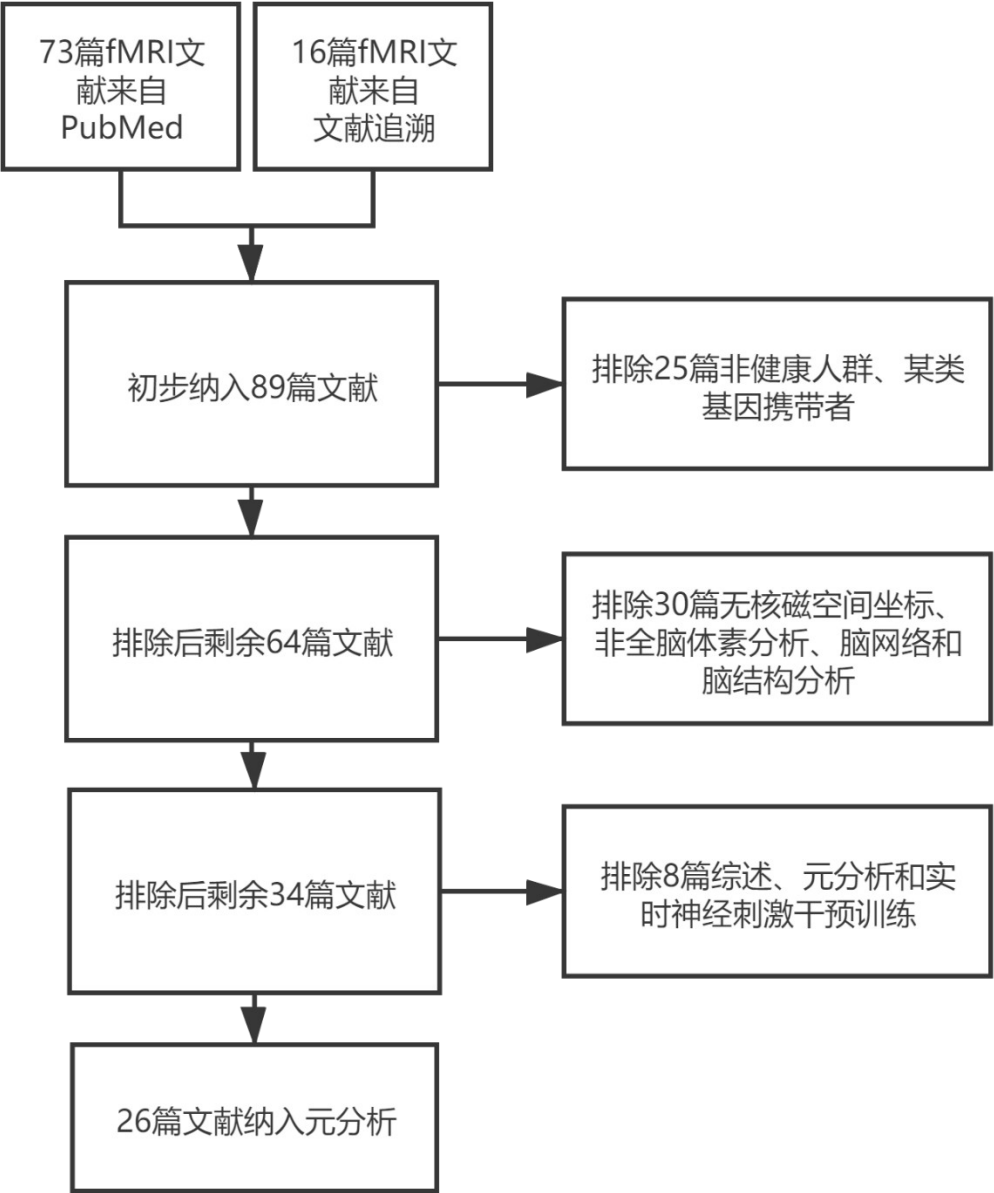 73篇fMRI文
献来自
PubMed
16篇fMRI文
献来自
文献追溯
初步纳入89篇文献
排除25篇非健康人群、某类
基因携带者
排除后剩余64篇文献
排除30篇无核磁空间坐标、
非全脑体素分析、脑网络和
脑结构分析
排除后剩余34篇文献
排除8篇综述、元分析和实
时神经刺激干预训练
26篇文献纳入元分析